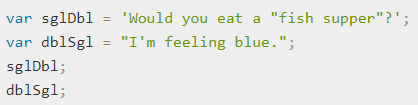 var sglDbl = 'Would you eat a "fish supper"?';
var dblSgl = "I'm feeling blue.";
sglDbl;
dblSgl;